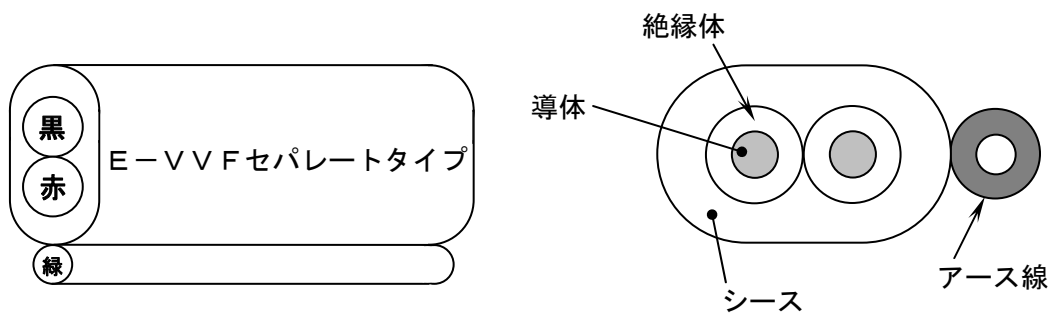 黒
赤
E－VVFセパレートタイプ
緑
絶縁体
導体
シース
アース線